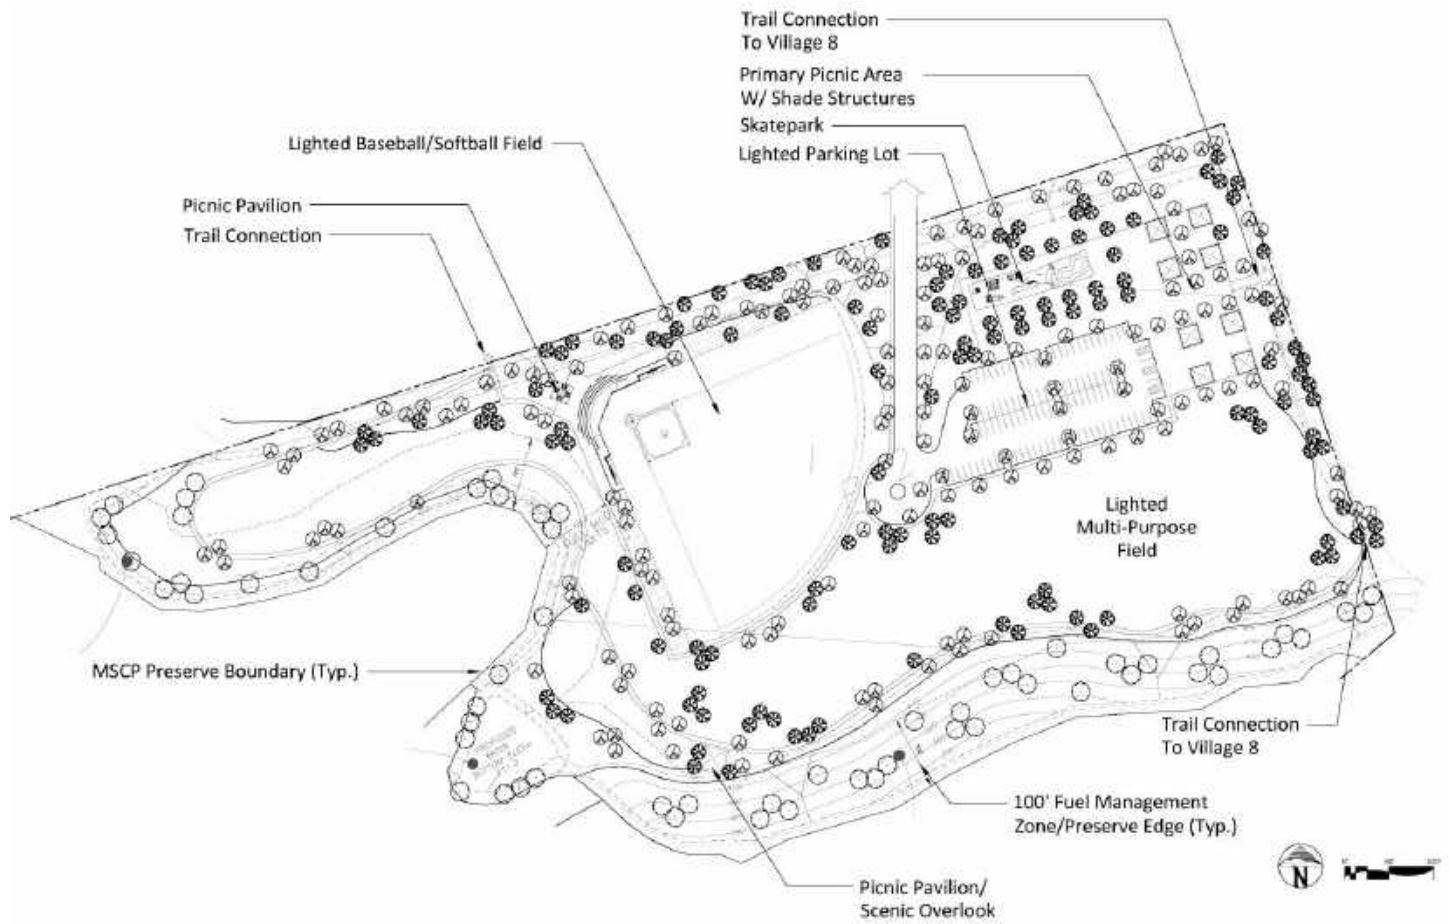 Trail Connection
To Village 8
Primary Picnic Area
W/ Shade Structures
Skatepark
Lighted Parking Lot
Lighted Baseball/Softball Field
Picnic Pavilion
Trail Connection
Lighted
Multi-Purpose
Field
MSCP Preserve Boundary (Typ.)
Trail Connection
To Village 8
100' Fuel Management
Zone/Preserve Edge (Typ.)
Picnic Pavilion/
Scenic Overlook
N